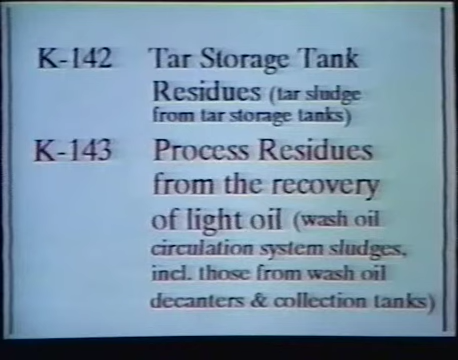 K-142 Tar Storage Tank
Residues (tar sludge
from tar storage tanks)
K-143 Process Residues
from the recovery
of light oil (wash oil
circulation system sludges,
incl. those from wash oil
decanters & collection tanks)